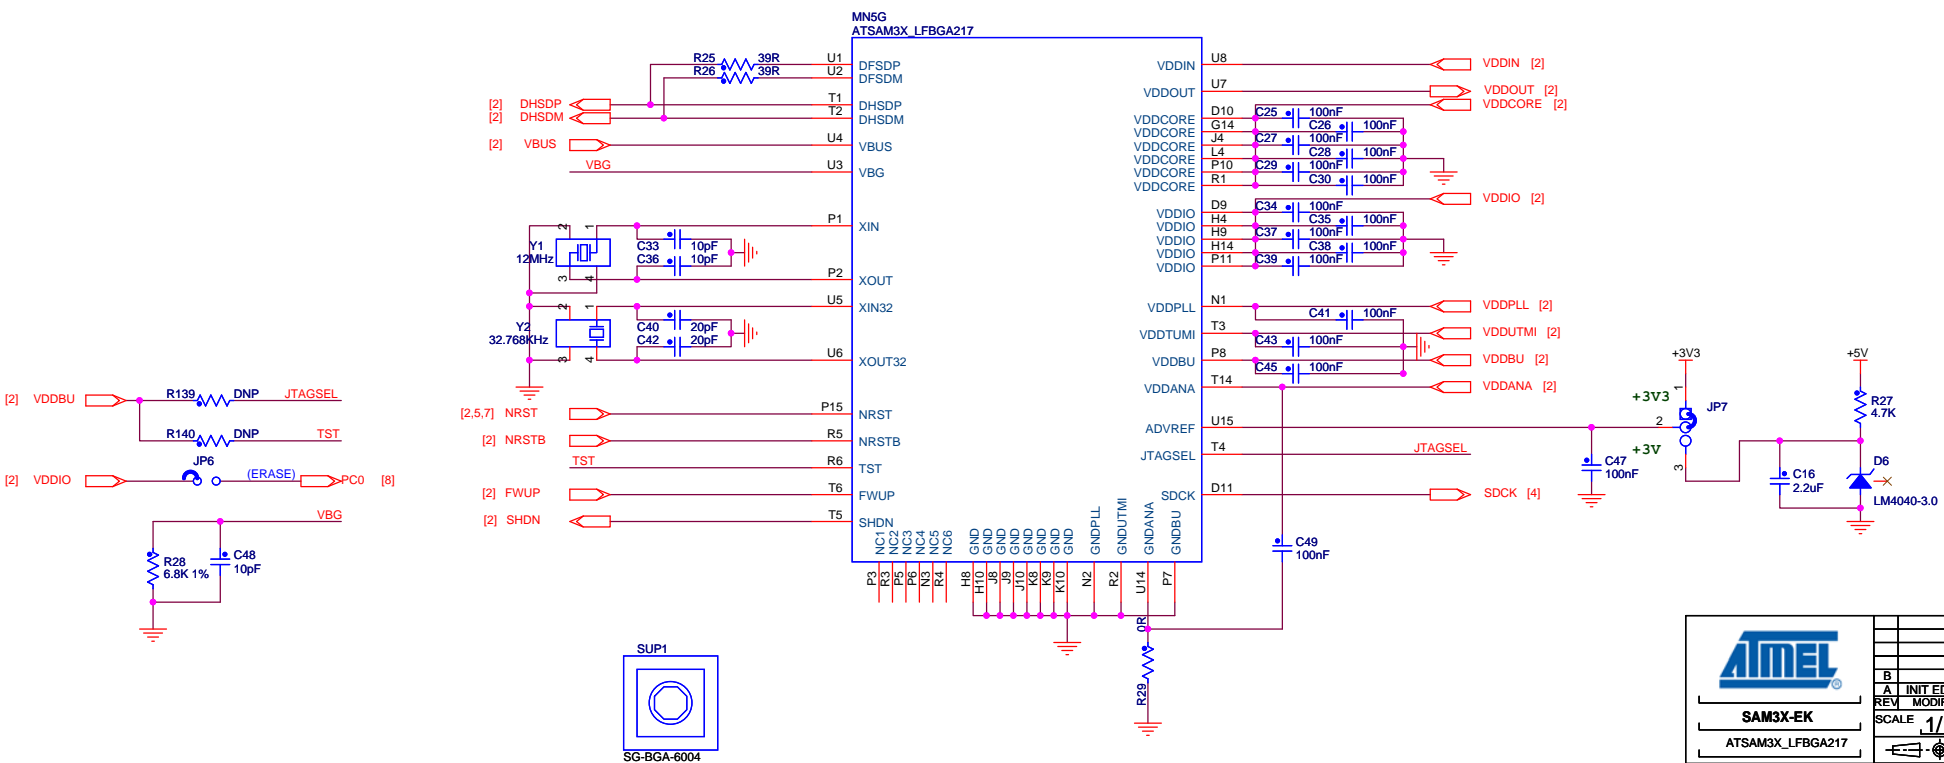 MN5G
ATSAM3X_LFBGA217
R25 39R U1 DFSDP
R26 39R U2 DFSDM
[2] DHSDP T1 DHSDP
[2] DHSDM T2 DHSDM
[2] VBUS U4 VBUS
VBG U3 VBG
P1 XIN
Y1
12MHz
2 1
3 4
C33 10pF
C36 10pF
P2 XOUT
U5 XIN32
Y2
32.768KHz
2 1
3 4
C40 20pF
C42 20pF
U6 XOUT32
[2,5,7] NRST P15 NRST
[2] NRSTB R5 NRSTB
TST R6 TST
[2] FWUP T6 FWUP
[2] SHDN T5 SHDN
VDDIN U8 VDDIN [2]
VDDOUT U7 VDDOUT [2]
VDDCORE [2]
VDDCORE D10 C25 100nF
VDDCORE G14 C26 100nF
VDDCORE J4 C27 100nF
VDDCORE L4 C28 100nF
VDDCORE P10 C29 100nF
VDDCORE R1 C30 100nF
VDDIO [2]
VDDIO D9 C34 100nF
VDDIO H4 C35 100nF
VDDIO H9 C37 100nF
VDDIO H14 C38 100nF
VDDIO P11 C39 100nF
VDDPLL N1 VDDPLL [2]
C41 100nF
VDDTUMI T3 VDDUTMI [2]
C43 100nF
VDDBU P8 VDDBU [2]
C45 100nF
VDDANA T14 VDDANA [2]
ADVREF U15
JTAGSEL T4 JTAGSEL
SDCK D11 SDCK [4]
NC1 NC2 NC3 NC4 NC5 NC6
P3 R3 P5 P6 N3 R4
GND GND GND GND GND GND GND GND GNDPLL GNDUTMI GNDANA GNDBU
H8 H10 J8 J9 J10 K8 K9 K10 N2 R2 U14 P7
0R
R29
C49
100nF
C47
100nF
+3V3
1
+3V3
JP7
2
+3V
3
+5V
R27
4.7K
C16
2.2uF
D6
LM4040-3.0
[2] VDDBU R139 DNP JTAGSEL
R140 DNP TST
JP6
[2] VDDIO (ERASE) PC0 [8]
VBG
R28
6.8K 1%
C48
10pF
SUP1
SG-BGA-6004
ATMEL ®
SAM3X-EK
ATSAM3X_LFBGA217
B
A INIT ED
REV MODIF
SCALE 1/